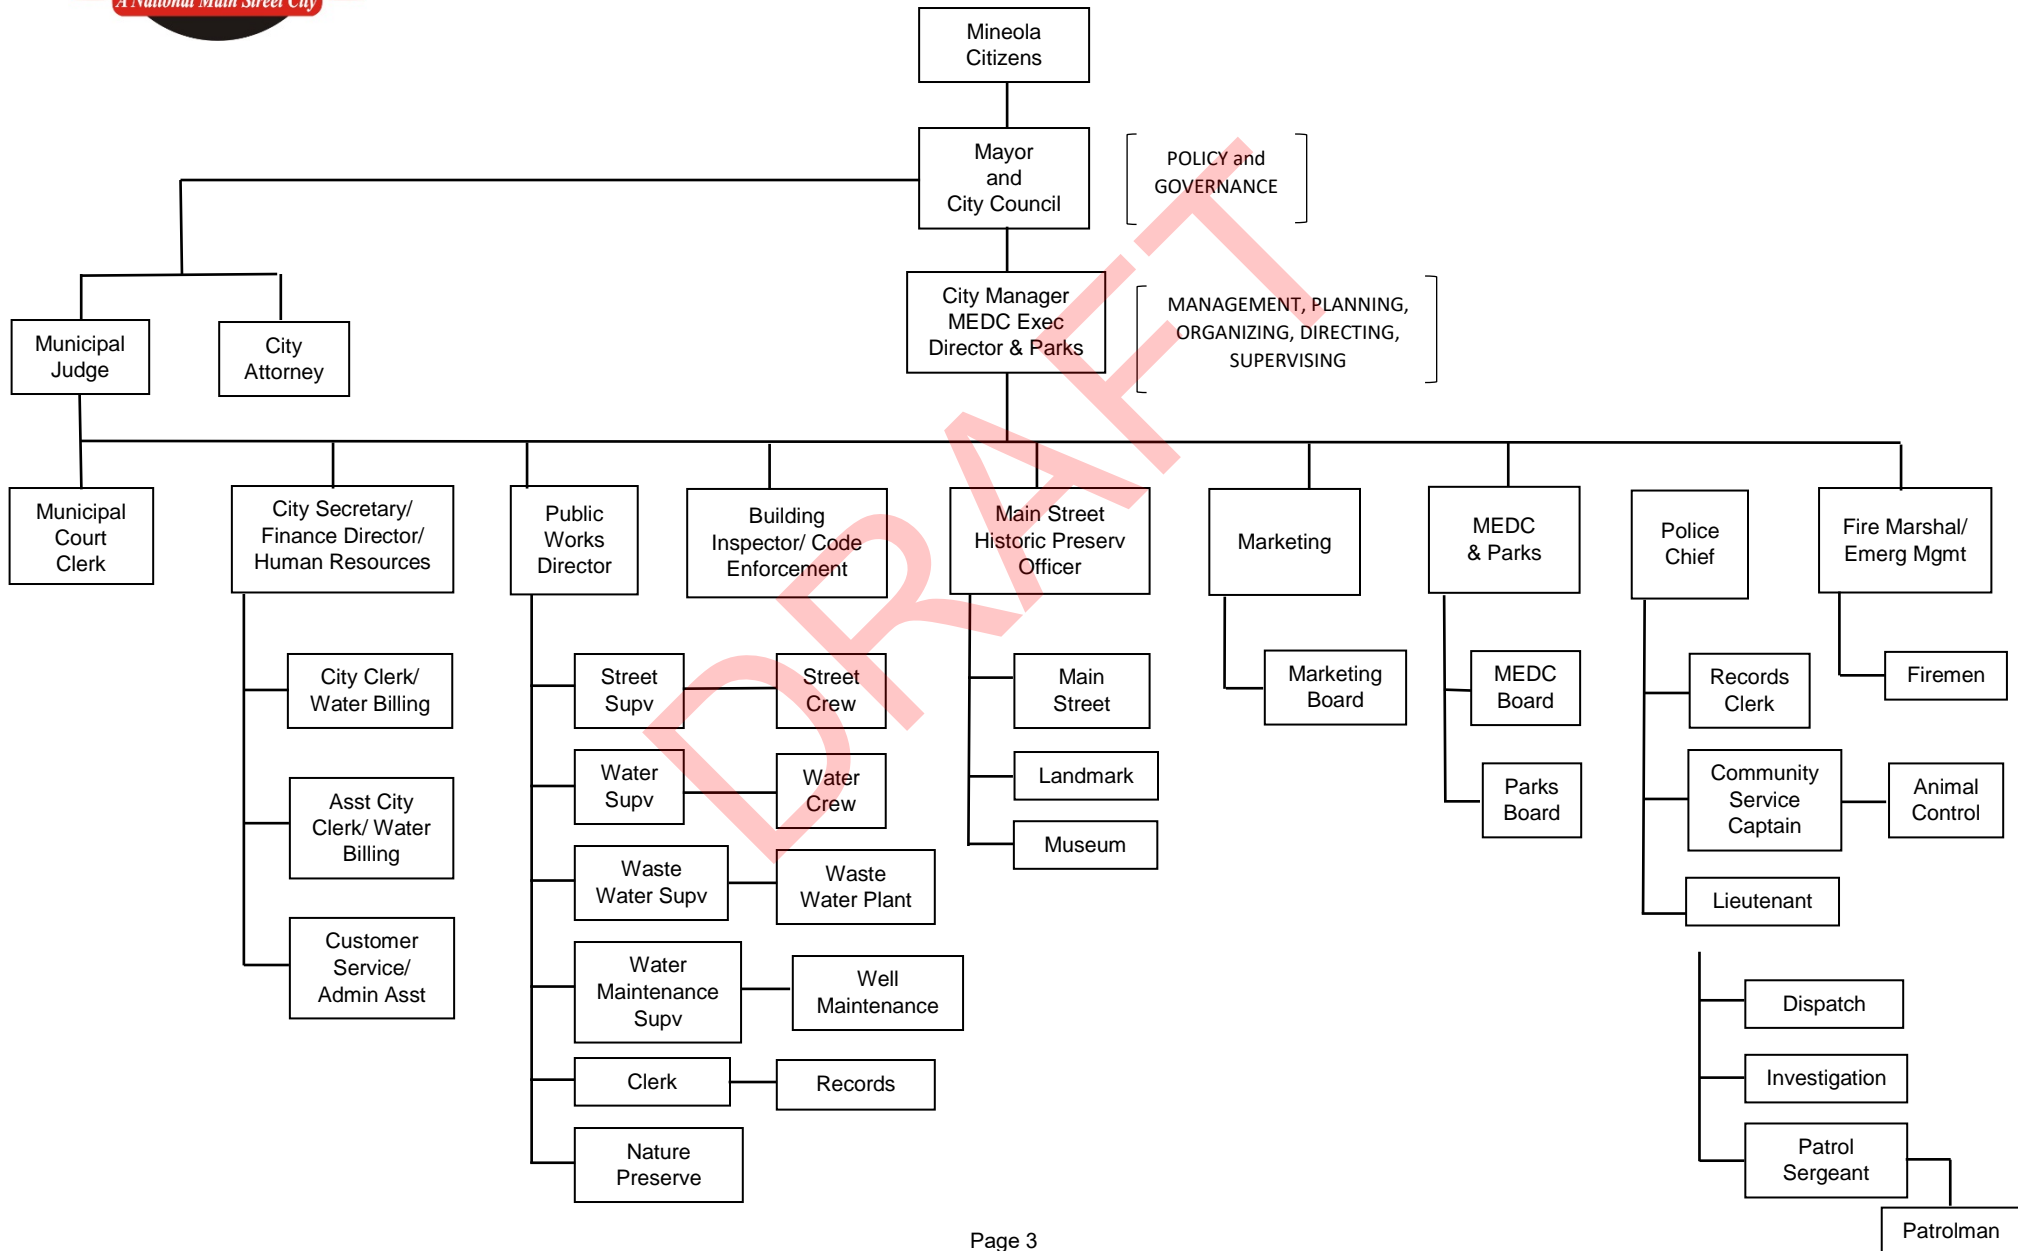 A National Main Street City
Mineola
Citizens
Mayor
and
City Council
POLICY and
GOVERNANCE
City Manager
MEDC Exec
Director & Parks
MANAGEMENT, PLANNING,
ORGANIZING, DIRECTING,
SUPERVISING
Municipal
Judge
City
Attorney
Municipal
Court
Clerk
City Secretary/
Finance Director/
Human Resources
Public
Works
Director
Building
Inspector/ Code
Enforcement
Main Street
Historic Preserv
Officer
Marketing
MEDC
& Parks
Police
Chief
Fire Marshal/
Emerg Mgmt
City Clerk/
Water Billing
Asst City
Clerk/ Water
Billing
Customer
Service/
Admin Asst
Street
Supv
Street
Crew
Water
Supv
Water
Crew
Waste
Water Supv
Waste
Water Plant
Water
Maintenance
Supv
Well
Maintenance
Clerk
Records
Nature
Preserve
Main
Street
Landmark
Museum
Marketing
Board
MEDC
Board
Parks
Board
Records
Clerk
Community
Service
Captain
Animal
Control
Lieutenant
Dispatch
Investigation
Patrol
Sergeant
Patrolman
Firemen
DRAFT
Page 3